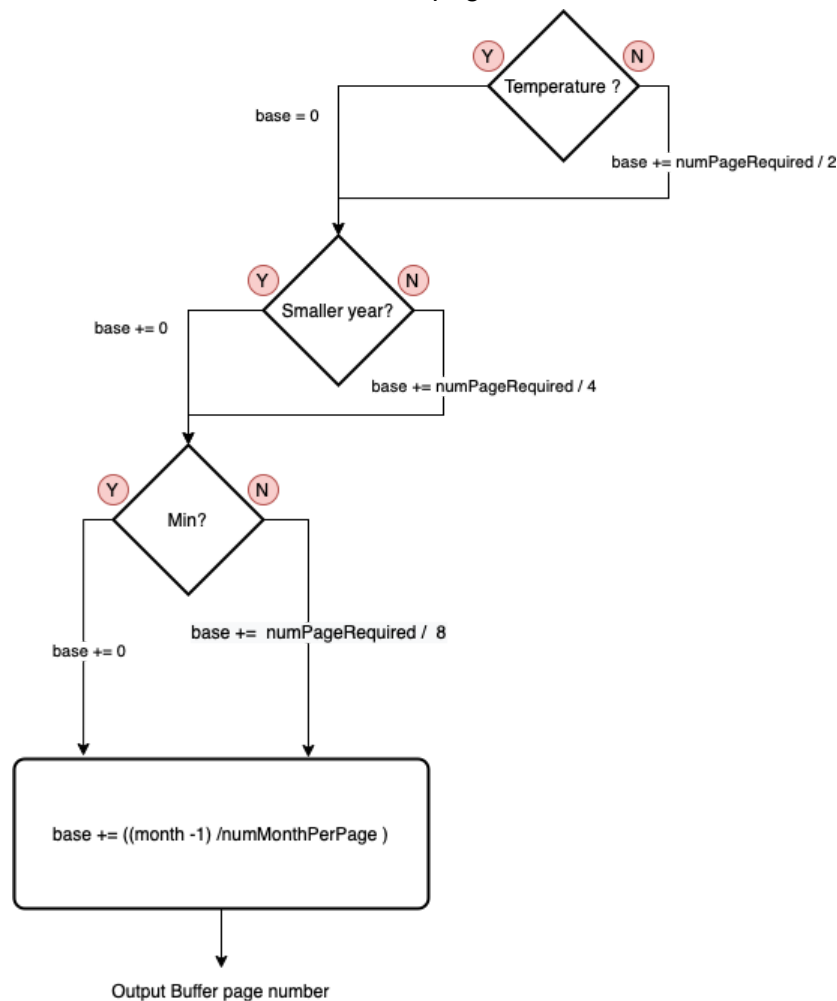 Y
N
Temperature ?
base = 0
base += numPageRequired / 2
Y
N
Smaller year?
base += 0
base += numPageRequired / 4
Y
N
Min?
base += numPageRequired / 8
base += 0
base += ((month -1) /numMonthPerPage )
Output Buffer page number